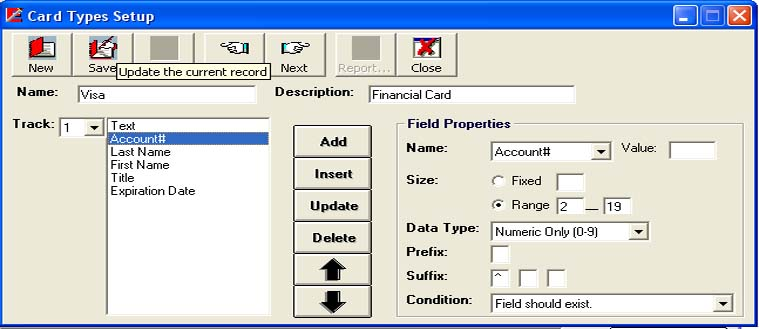 Card Types Setup
New Save Next Report... Close
Update the current record
Name: Visa Description: Financial Card
Track: 1
Text
Account#
Last Name
First Name
Title
Expiration Date
Add
Insert
Update
Delete
Field Properties
Name: Account# Value:
Size: Fixed
Range 2 — 19
Data Type: Numeric Only (0-9)
Prefix:
Suffix: ^
Condition: Field should exist.